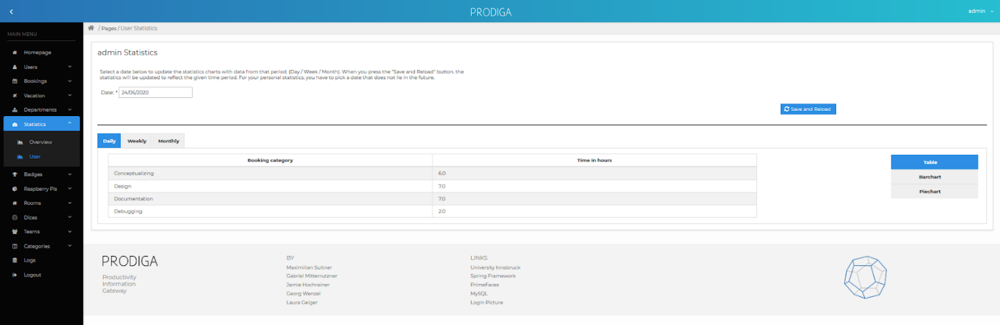 PRODIGA
admin
MAIN MENU
Homepage
Users
Bookings
Vacation
Departments
Statistics
Overview
User
Badges
Raspberry Pis
Rooms
Dices
Teams
Categories
Logs
Logout
/ Pages / User Statistics
admin Statistics
Select a date below to update the statistics charts with data from that period. (Day / Week / Month). When you press the "Save and Reload" button, the
statistics will be updated to reflect the given time period. For your personal statistics, you have to pick a date that does not lie in the future.
Date: * 24/05/2020
Save and Reload
Daily Weekly Monthly
Booking category Time in hours
Conceptualizing 6.0
Design 7.0
Documentation 7.0
Debugging 2.0
Table
Barchart
Piechart
PRODIGA
Productivity
Information
Gateway
BY
Maximilian Suitner
Gabriel Mitterrutzner
Jamie Hochrainer
Georg Wenzel
Laura Geiger
LINKS
University Innsbruck
Spring Framework
PrimeFaces
MySQL
Login Picture